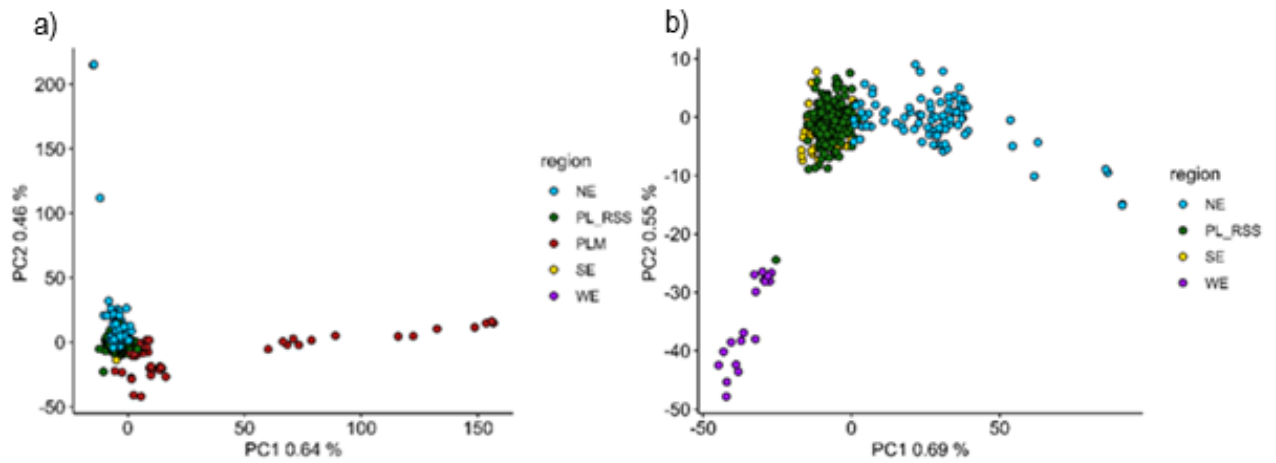 a)
200
150
100
50
0
-50
PC2 0.46 %
0
50
100
150
PC1 0.64 %
region
NE
PL_RSS
PLM
SE
WE
b)
10
0
-10
-20
-30
-40
-50
PC2 0.55 %
-50
0
50
PC1 0.69 %
region
NE
PL_RSS
SE
WE